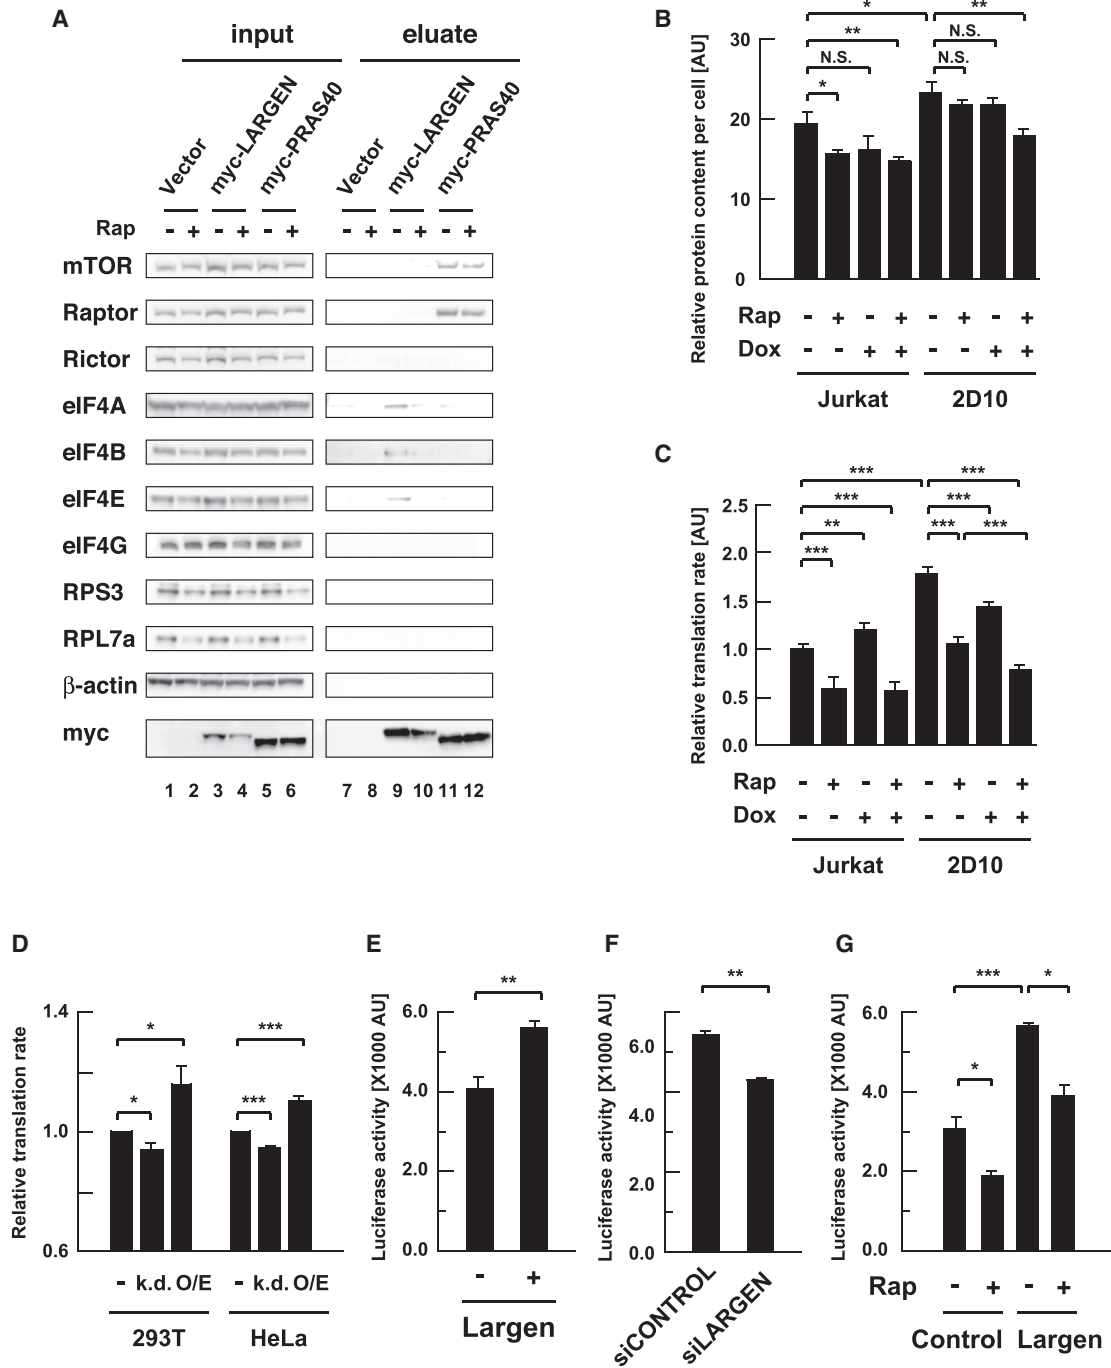 A
input eluate
Vector myc-LARGEN myc-PRAS40 Vector myc-LARGEN myc-PRAS40
Rap - + - + - + - + - + - +
mTOR
Raptor
Rictor
eIF4A
eIF4B
eIF4E
eIF4G
RPS3
RPL7a
β-actin
myc
1 2 3 4 5 6 7 8 9 10 11 12
B
Relative protein content per cell [AU]
* **
** N.S.
N.S. N.S.
*
30
20
10
0
Rap - + - + - + - +
Dox - - + + - - + +
Jurkat 2D10
C
Relative translation rate [AU]
*** ***
*** ***
** *** ***
***
2.5
2.0
1.5
1.0
0.5
0.0
Rap - + - + - + - +
Dox - - + + - - + +
Jurkat 2D10
D
Relative translation rate
* ***
* ***
1.4
1.0
0.6
- k.d. O/E - k.d. O/E
293T HeLa
E
Luciferase activity [X1000 AU]
**
6.0
4.0
2.0
0.0
- +
Largen
F
Luciferase activity [X1000 AU]
**
6.0
4.0
2.0
0.0
siCONTROL siLARGEN
G
Luciferase activity [X1000 AU]
*** *
*
6.0
4.0
2.0
0.0
Rap - + - +
Control Largen